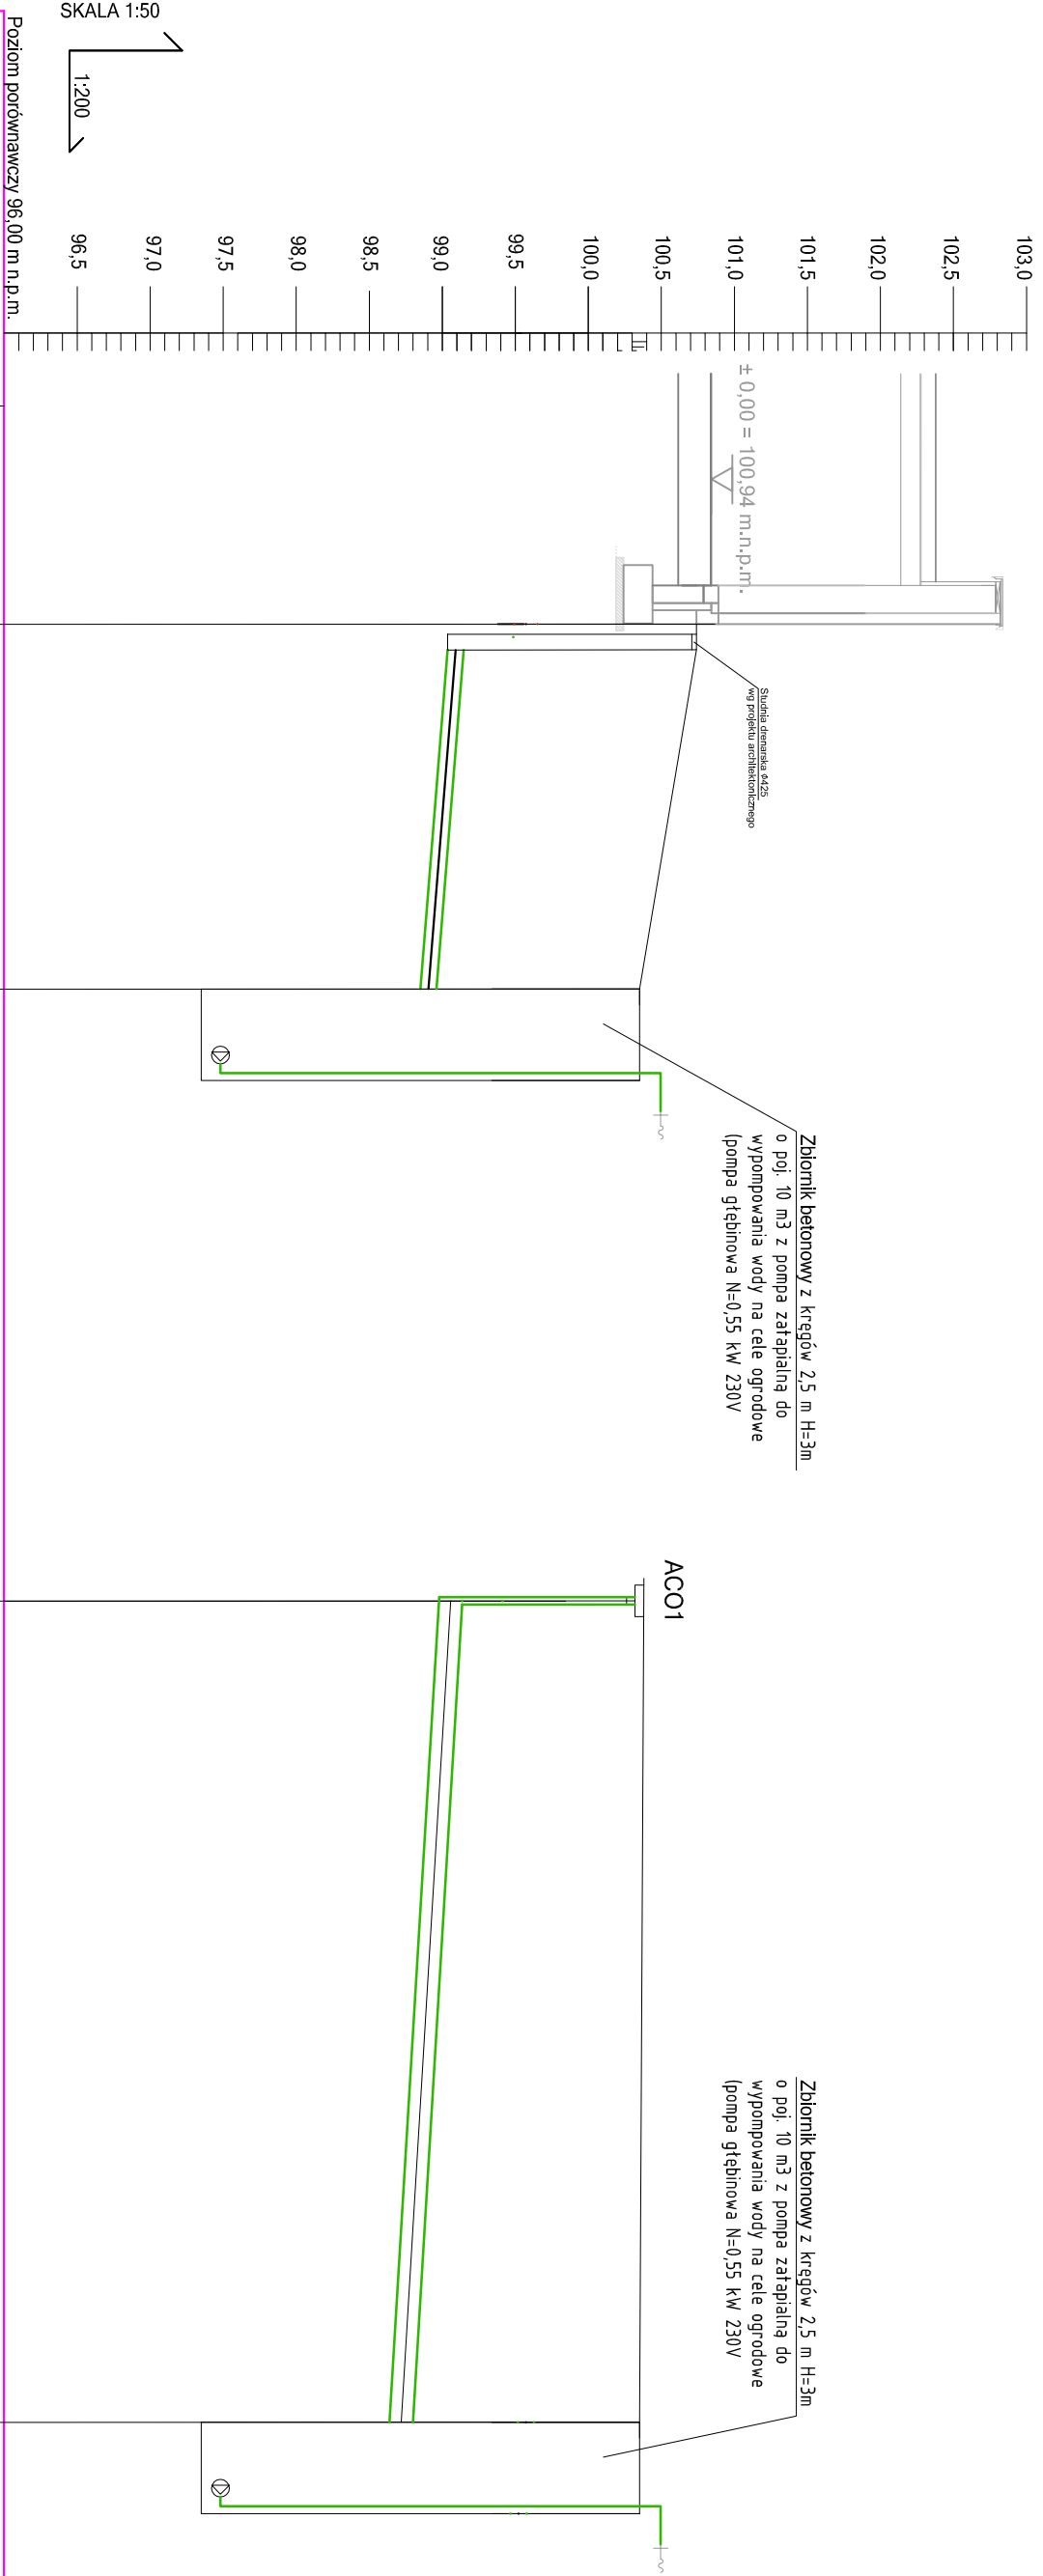 SKALA 1:50
1:200
Poziom porównawczy 96,00 m n.p.m.
103,0
102,5
102,0
101,5
101,0
100,5
100,0
99,5
99,0
98,5
98,0
97,5
97,0
96,5
± 0,00 = 100,94 m.n.p.m.
Studnia drenarska ø425
wg projektu architektonicznego
Zbiornik betonowy z kręgów 2,5 m H=3m
o poj. 10 m3 z pompa zatapialną do
wypompowania wody na cele ogrodowe
(pompa głębinowa N=0,55 kW 230V
ACO1
Zbiornik betonowy z kręgów 2,5 m H=3m
o poj. 10 m3 z pompa zatapialną do
wypompowania wody na cele ogrodowe
(pompa głębinowa N=0,55 kW 230V